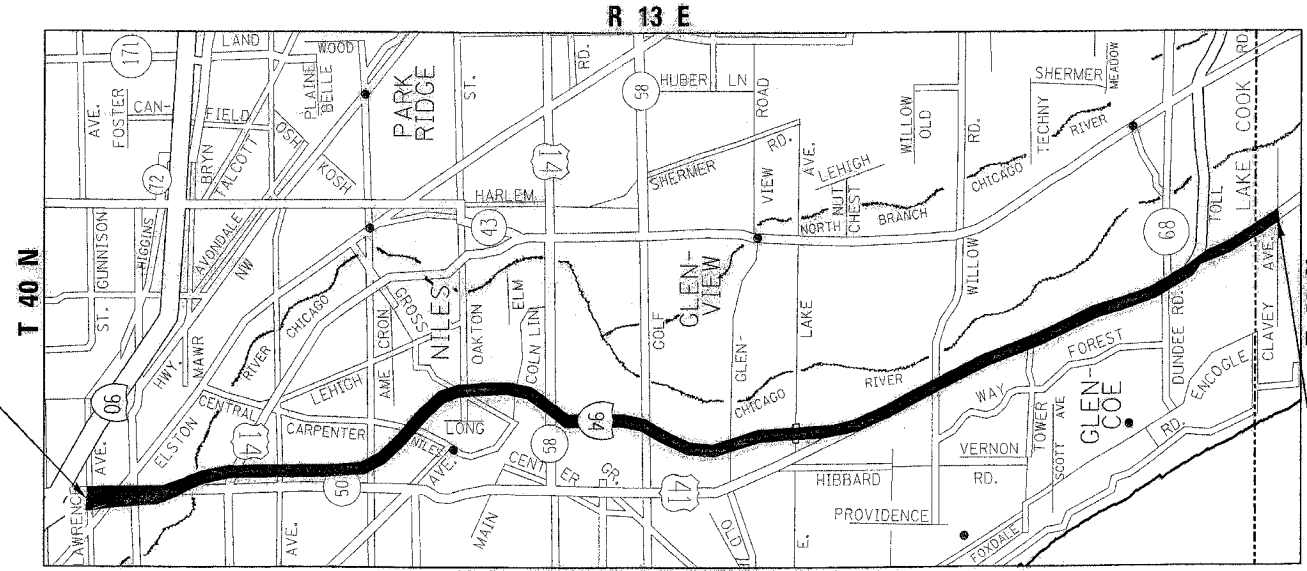 R 13 E
T 40 N
171
LAND
WOOD
RD.
58
HUBER LN
ROAD
AVE.
FOSTER
CAN-
FIELD
PLAINE
BELLE
PARK
RIDGE
ST.
14
SHERMER
RD.
WILLOW
OLD
RD.
SHERMER
MEADOW
TECHNY
RIVER
RD.
LAKE COOK
72
BRYN
TALCOTT
OSH
KOSH
HARLEM
43
VIEW
AVE.
LEHIGH
NUT
CHEST
NORTH BRANCH
CHICAGO
68
TOLL
GUNNISON
ST.
HIGGINS
AVONDALE
NW
MAWR
HWY.
RIVER
CHICAGO
GROSS
NILES
OAKTON
ELM
COLN LIN
GOLF
GLEN-
VIEW
GLEN-
LAKE
WILLOW
CLAVEY AVE.
DUNDEE RD.
90
ELSTON
CENTRAL
14
LEHIGH
AME CRON
CARPENTER
NILES
AVE.
LONG
58
94
CHICAGO
RIVER
FOREST
WAY
GLEN-
COE
TOWER
SCOTT AVE
ENCOGLE
RD.
LAWRENCE
AVE.
50
AVE.
MAIN
CENTER
GR.
41
OLD
E.
HIBBARD
RD.
VERNON
PROVIDENCE
FOXDALE